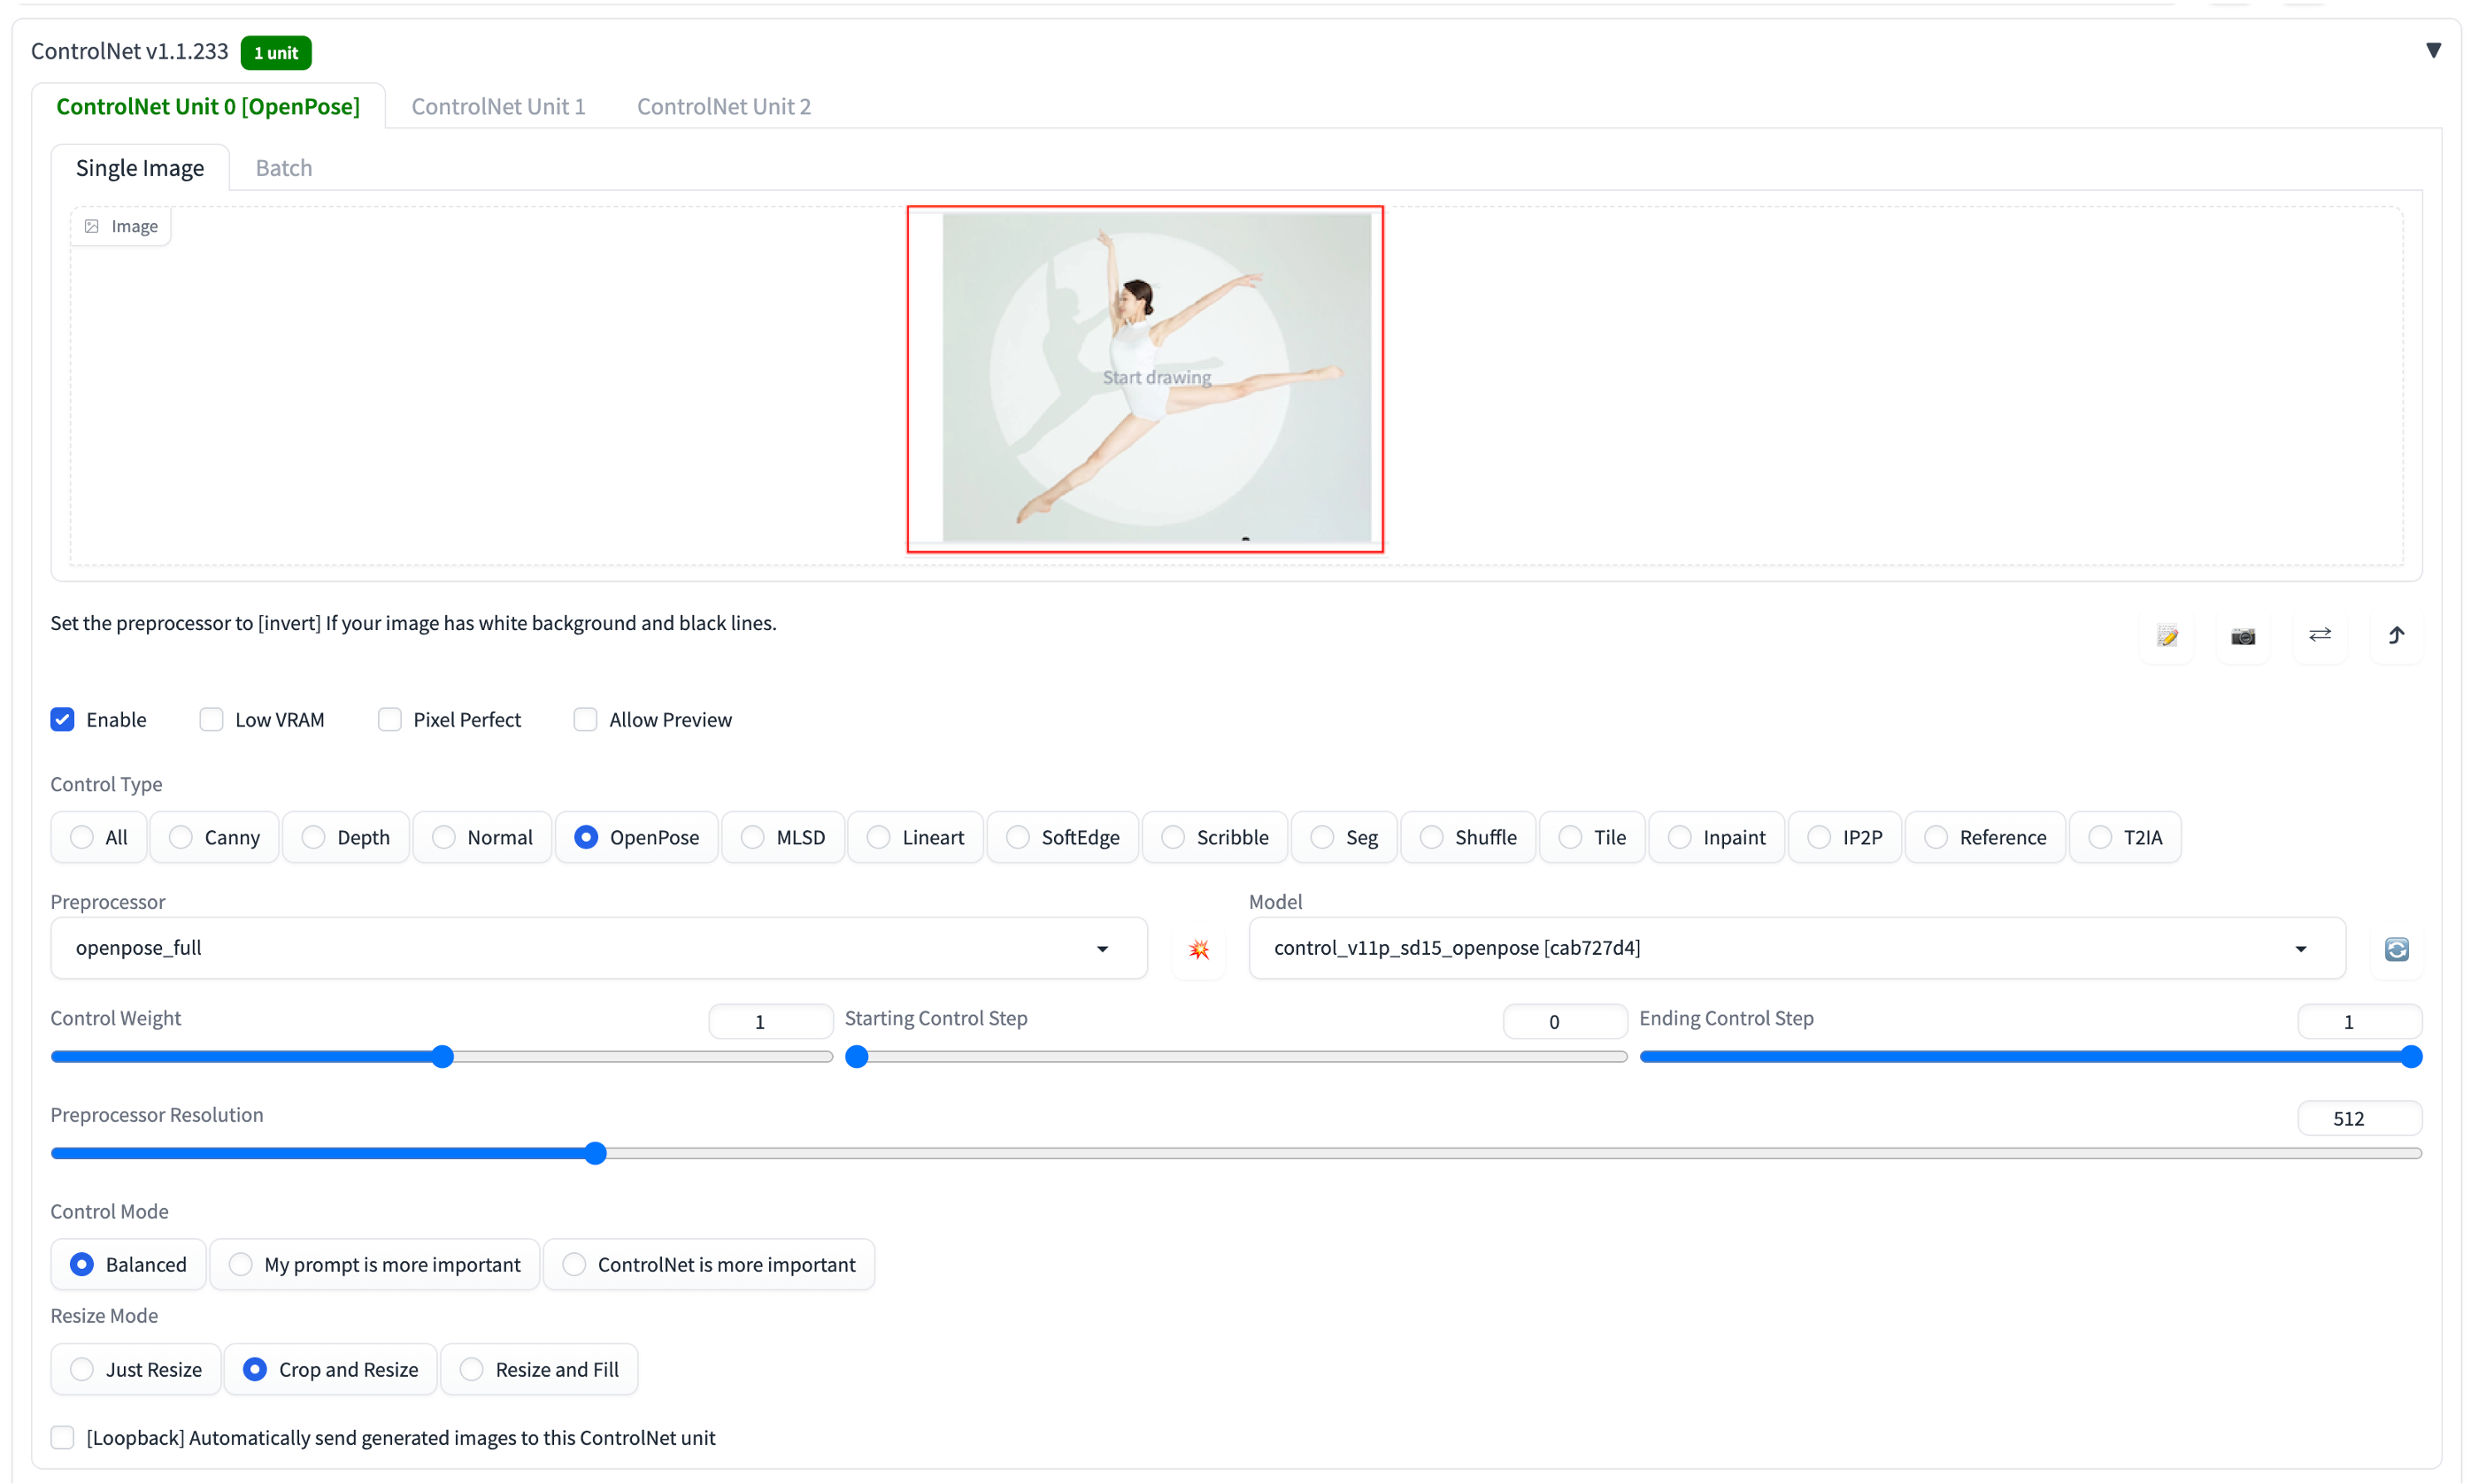 ControlNet v1.1.233 1 unit ▼
ControlNet Unit 0 [OpenPose] ControlNet Unit 1 ControlNet Unit 2
Single Image Batch
Image
Start drawing
Set the preprocessor to [invert] If your image has white background and black lines.
Enable Low VRAM Pixel Perfect Allow Preview
Control Type
All Canny Depth Normal OpenPose MLSD Lineart SoftEdge Scribble Seg Shuffle Tile Inpaint IP2P Reference T2IA
Preprocessor Model
openpose_full control_v11p_sd15_openpose [cab727d4]
Control Weight 1 Starting Control Step 0 Ending Control Step 1
Preprocessor Resolution 512
Control Mode
Balanced My prompt is more important ControlNet is more important
Resize Mode
Just Resize Crop and Resize Resize and Fill
[Loopback] Automatically send generated images to this ControlNet unit